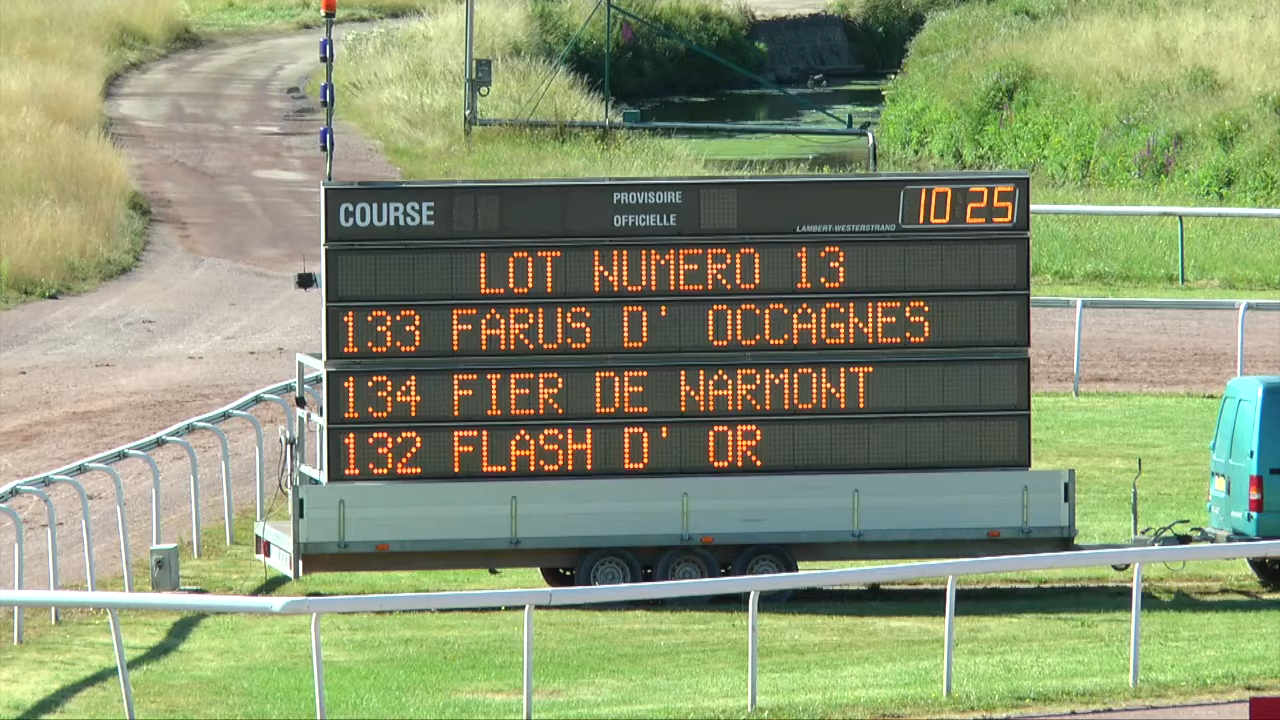 COURSE
PROVISOIRE
OFFICIELLE
LAMBERT-WESTERSTRAND
10 25
LOT NUMERO 13
133 FARUS D' OCCAGNES
134 FIER DE NARMONT
132 FLASH D' OR